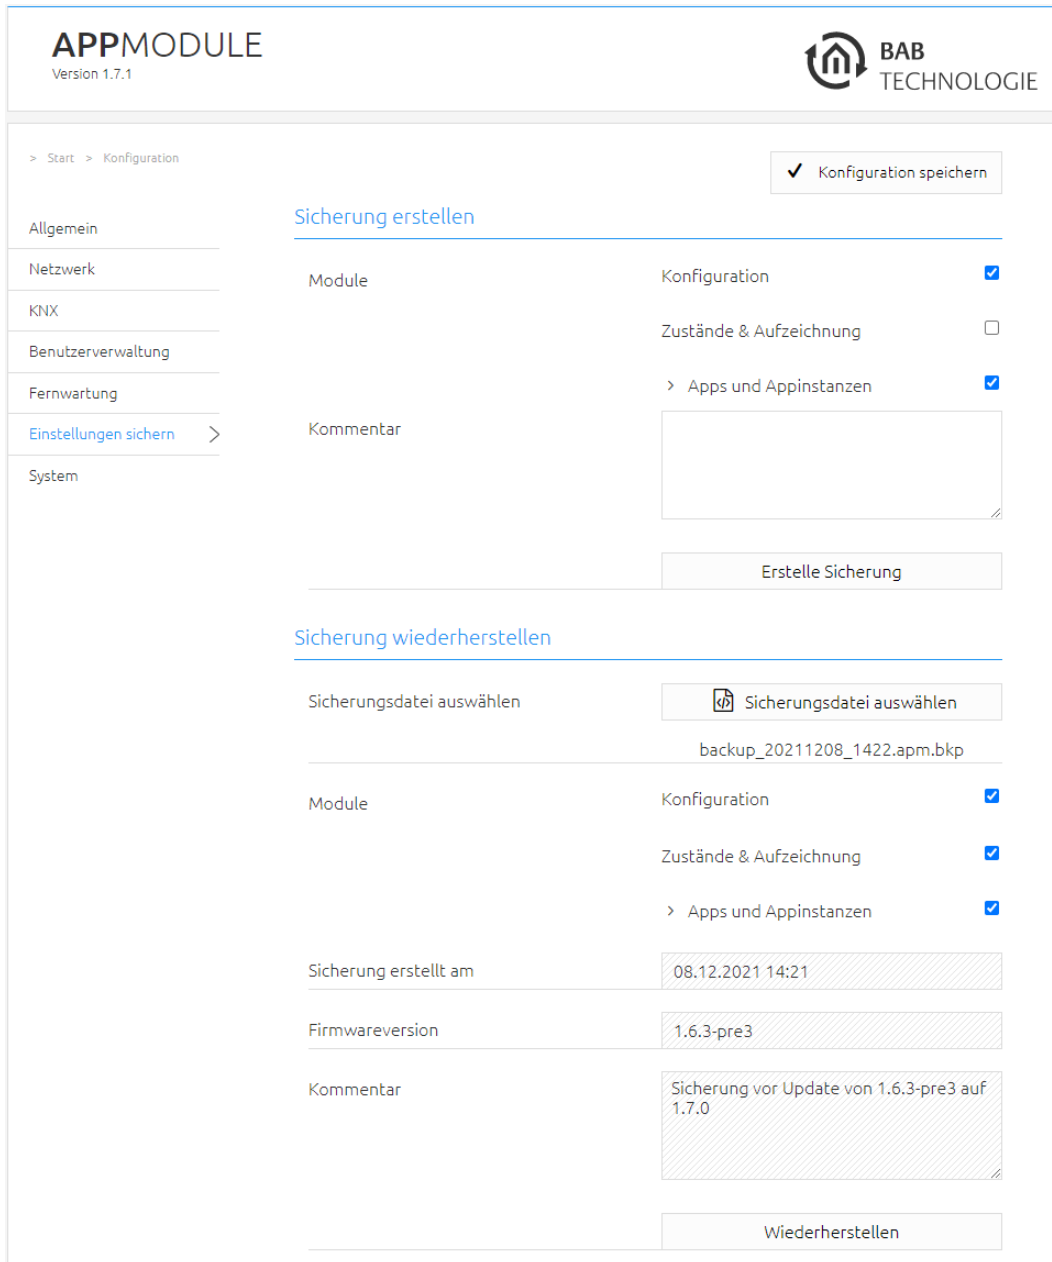 APPMODULE
Version 1.7.1
BAB
TECHNOLOGIE
> Start > Konfiguration
Konfiguration speichern
Allgemein
Netzwerk
KNX
Benutzerverwaltung
Fernwartung
Einstellungen sichern
System
Sicherung erstellen
Module
Konfiguration
Zustände & Aufzeichnung
Apps und Appinstanzen
Kommentar
Erstelle Sicherung
Sicherung wiederherstellen
Sicherungsdatei auswählen
Sicherungsdatei auswählen
backup_20211208_1422.apm.bkp
Module
Konfiguration
Zustände & Aufzeichnung
Apps und Appinstanzen
Sicherung erstellt am
08.12.2021 14:21
Firmwareversion
1.6.3-pre3
Kommentar
Sicherung vor Update von 1.6.3-pre3 auf
1.7.0
Wiederherstellen